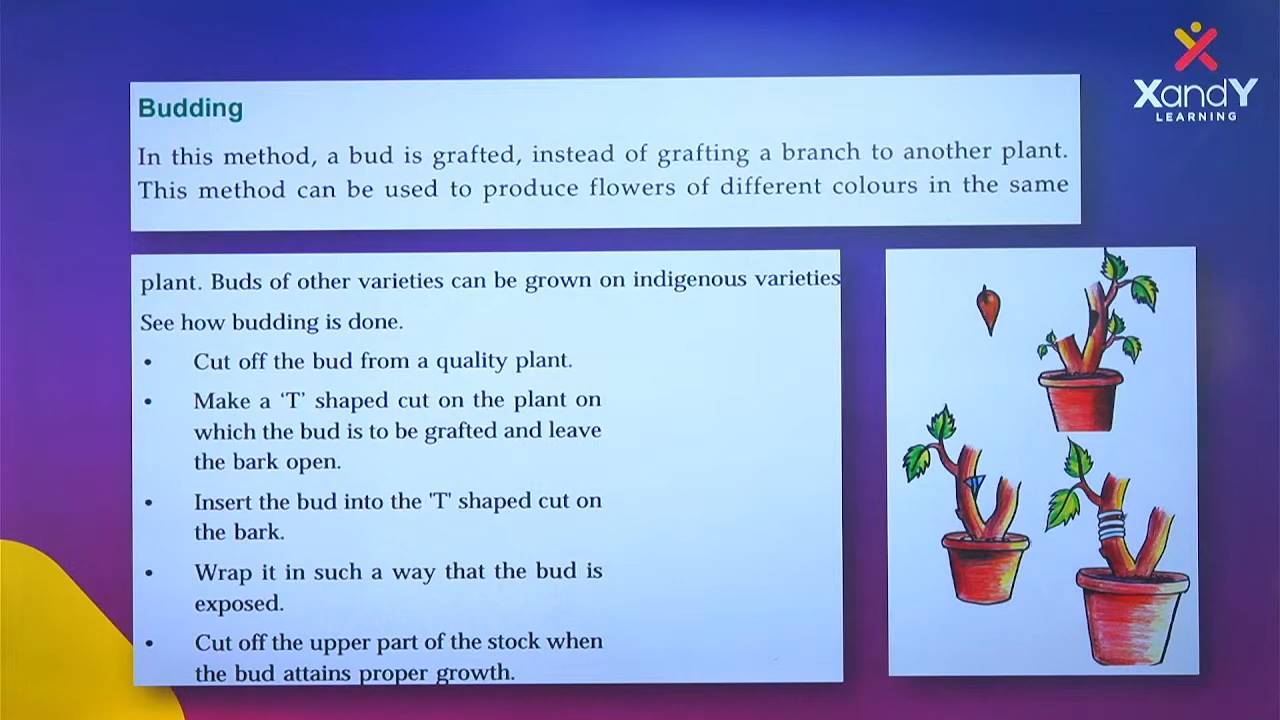 XandY
LEARNING
Budding
In this method, a bud is grafted, instead of grafting a branch to another plant.
This method can be used to produce flowers of different colours in the same
plant. Buds of other varieties can be grown on indigenous varieties
See how budding is done.
• Cut off the bud from a quality plant.
• Make a 'T' shaped cut on the plant on
which the bud is to be grafted and leave
the bark open.
• Insert the bud into the 'T' shaped cut on
the bark.
• Wrap it in such a way that the bud is
exposed.
• Cut off the upper part of the stock when
the bud attains proper growth.